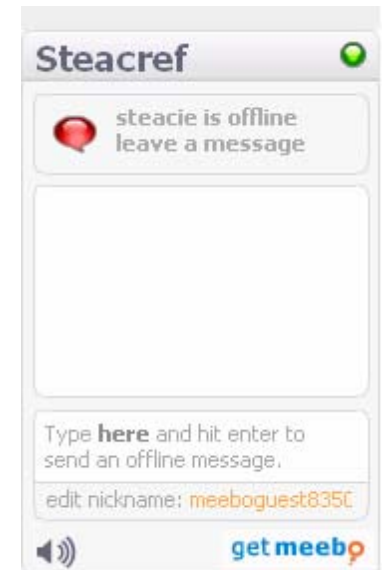 Steacref
steacie is offline
leave a message
Type here and hit enter to
send an offline message.
edit nickname: meeboguest835
get meebo